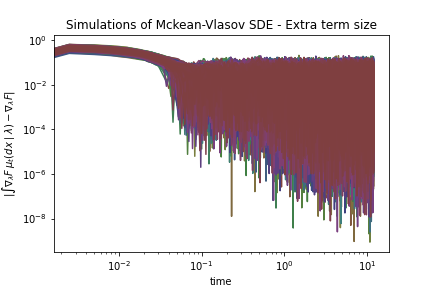 Simulations of Mckean-Vlasov SDE - Extra term size
|∫∇λF μₜ(dx | λ) − ∇λF|
10⁰
10⁻²
10⁻⁴
10⁻⁶
10⁻⁸
10⁻² 10⁻¹ 10⁰ 10¹
time